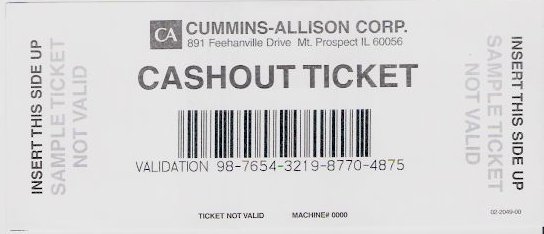 CA CUMMINS-ALLISON CORP.
891 Feehanville Drive Mt. Prospect IL 60056
CASHOUT TICKET
INSERT THIS SIDE UP
SAMPLE TICKET
NOT VALID
VALIDATION 98-7654-3219-8770-4875
TICKET NOT VALID MACHINE# 0000
INSERT THIS SIDE UP
SAMPLE TICKET
NOT VALID
02-2049-00